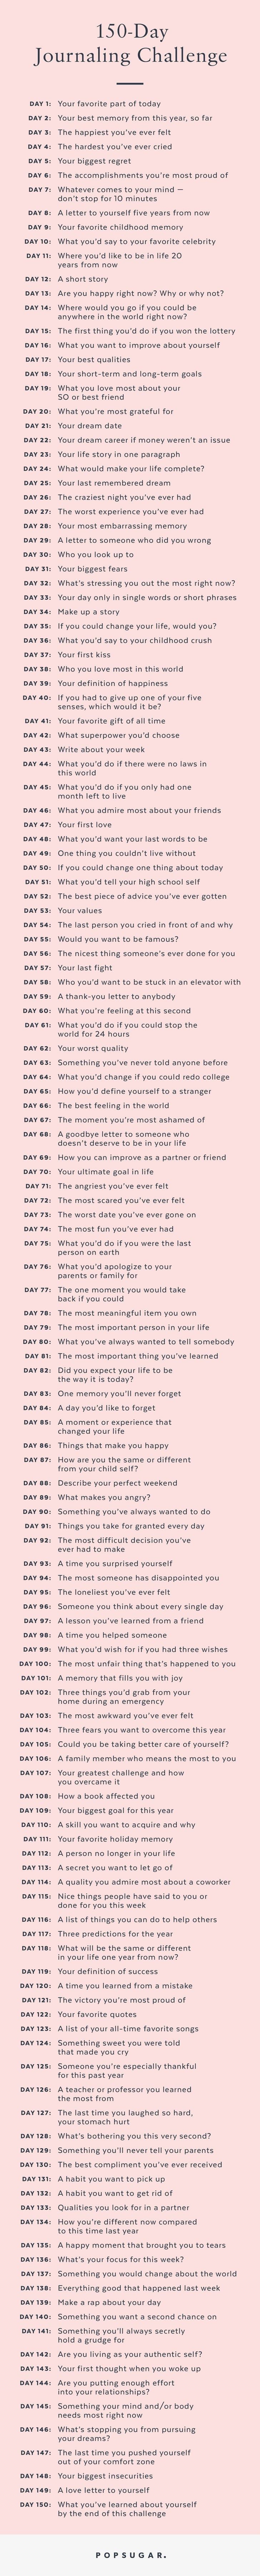 150-Day
Journaling Challenge
DAY 1: Your favorite part of today
DAY 2: Your best memory from this year, so far
DAY 3: The happiest you've ever felt
DAY 4: The hardest you've ever cried
DAY 5: Your biggest regret
DAY 6: The accomplishments you're most proud of
DAY 7: Whatever comes to your mind —
don't stop for 10 minutes
DAY 8: A letter to yourself five years from now
DAY 9: Your favorite childhood memory
DAY 10: What you'd say to your favorite celebrity
DAY 11: Where you'd like to be in life 20
years from now
DAY 12: A short story
DAY 13: Are you happy right now? Why or why not?
DAY 14: Where would you go if you could be
anywhere in the world right now?
DAY 15: The first thing you'd do if you won the lottery
DAY 16: What you want to improve about yourself
DAY 17: Your best qualities
DAY 18: Your short-term and long-term goals
DAY 19: What you love most about your
SO or best friend
DAY 20: What you're most grateful for
DAY 21: Your dream date
DAY 22: Your dream career if money weren't an issue
DAY 23: Your life story in one paragraph
DAY 24: What would make your life complete?
DAY 25: Your last remembered dream
DAY 26: The craziest night you've ever had
DAY 27: The worst experience you've ever had
DAY 28: Your most embarrassing memory
DAY 29: A letter to someone who did you wrong
DAY 30: Who you look up to
DAY 31: Your biggest fears
DAY 32: What's stressing you out the most right now?
DAY 33: Your day only in single words or short phrases
DAY 34: Make up a story
DAY 35: If you could change your life, would you?
DAY 36: What you'd say to your childhood crush
DAY 37: Your first kiss
DAY 38: Who you love most in this world
DAY 39: Your definition of happiness
DAY 40: If you had to give up one of your five
senses, which would it be?
DAY 41: Your favorite gift of all time
DAY 42: What superpower you'd choose
DAY 43: Write about your week
DAY 44: What you'd do if there were no laws in
this world
DAY 45: What you'd do if you only had one
month left to live
DAY 46: What you admire most about your friends
DAY 47: Your first love
DAY 48: What you'd want your last words to be
DAY 49: One thing you couldn't live without
DAY 50: If you could change one thing about today
DAY 51: What you'd tell your high school self
DAY 52: The best piece of advice you've ever gotten
DAY 53: Your values
DAY 54: The last person you cried in front of and why
DAY 55: Would you want to be famous?
DAY 56: The nicest thing someone's ever done for you
DAY 57: Your last fight
DAY 58: Who you'd want to be stuck in an elevator with
DAY 59: A thank-you letter to anybody
DAY 60: What you're feeling at this second
DAY 61: What you'd do if you could stop the
world for 24 hours
DAY 62: Your worst quality
DAY 63: Something you've never told anyone before
DAY 64: What you'd change if you could redo college
DAY 65: How you'd define yourself to a stranger
DAY 66: The best feeling in the world
DAY 67: The moment you're most ashamed of
DAY 68: A goodbye letter to someone who
doesn't deserve to be in your life
DAY 69: How you can improve as a partner or friend
DAY 70: Your ultimate goal in life
DAY 71: The angriest you've ever felt
DAY 72: The most scared you've ever felt
DAY 73: The worst date you've ever gone on
DAY 74: The most fun you've ever had
DAY 75: What you'd do if you were the last
person on earth
DAY 76: What you'd apologize to your
parents or family for
DAY 77: The one moment you would take
back if you could
DAY 78: The most meaningful item you own
DAY 79: The most important person in your life
DAY 80: What you've always wanted to tell somebody
DAY 81: The most important thing you've learned
DAY 82: Did you expect your life to be
the way it is today?
DAY 83: One memory you'll never forget
DAY 84: A day you'd like to forget
DAY 85: A moment or experience that
changed your life
DAY 86: Things that make you happy
DAY 87: How are you the same or different
from your child self?
DAY 88: Describe your perfect weekend
DAY 89: What makes you angry?
DAY 90: Something you've always wanted to do
DAY 91: Things you take for granted every day
DAY 92: The most difficult decision you've
ever had to make
DAY 93: A time you surprised yourself
DAY 94: The most someone has disappointed you
DAY 95: The loneliest you've ever felt
DAY 96: Someone you think about every single day
DAY 97: A lesson you've learned from a friend
DAY 98: A time you helped someone
DAY 99: What you'd wish for if you had three wishes
DAY 100: The most unfair thing that's happened to you
DAY 101: A memory that fills you with joy
DAY 102: Three things you'd grab from your
home during an emergency
DAY 103: The most awkward you've ever felt
DAY 104: Three fears you want to overcome this year
DAY 105: Could you be taking better care of yourself?
DAY 106: A family member who means the most to you
DAY 107: Your greatest challenge and how
you overcame it
DAY 108: How a book affected you
DAY 109: Your biggest goal for this year
DAY 110: A skill you want to acquire and why
DAY 111: Your favorite holiday memory
DAY 112: A person no longer in your life
DAY 113: A secret you want to let go of
DAY 114: A quality you admire most about a coworker
DAY 115: Nice things people have said to you or
done for you this week
DAY 116: A list of things you can do to help others
DAY 117: Three predictions for the year
DAY 118: What will be the same or different
in your life one year from now?
DAY 119: Your definition of success
DAY 120: A time you learned from a mistake
DAY 121: The victory you're most proud of
DAY 122: Your favorite quotes
DAY 123: A list of your all-time favorite songs
DAY 124: Something sweet you were told
that made you cry
DAY 125: Someone you're especially thankful
for this past year
DAY 126: A teacher or professor you learned
the most from
DAY 127: The last time you laughed so hard,
your stomach hurt
DAY 128: What's bothering you this very second?
DAY 129: Something you'll never tell your parents
DAY 130: The best compliment you've ever received
DAY 131: A habit you want to pick up
DAY 132: A habit you want to get rid of
DAY 133: Qualities you look for in a partner
DAY 134: How you're different now compared
to this time last year
DAY 135: A happy moment that brought you to tears
DAY 136: What's your focus for this week?
DAY 137: Something you would change about the world
DAY 138: Everything good that happened last week
DAY 139: Make a rap about your day
DAY 140: Something you want a second chance on
DAY 141: Something you'll always secretly
hold a grudge for
DAY 142: Are you living as your authentic self?
DAY 143: Your first thought when you woke up
DAY 144: Are you putting enough effort
into your relationships?
DAY 145: Something your mind and/or body
needs most right now
DAY 146: What's stopping you from pursuing
your dreams?
DAY 147: The last time you pushed yourself
out of your comfort zone
DAY 148: Your biggest insecurities
DAY 149: A love letter to yourself
DAY 150: What you've learned about yourself
by the end of this challenge
POPSUGAR.